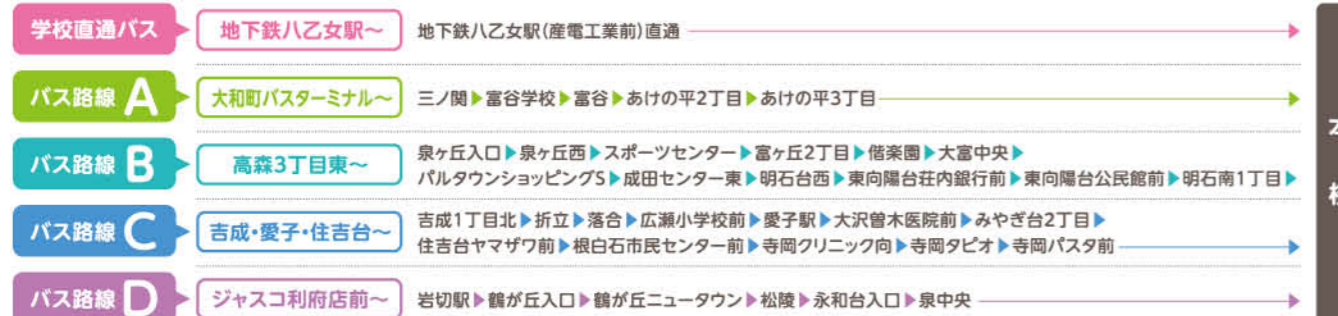 学校直通バス 地下鉄八乙女駅～ 地下鉄八乙女駅(産電工業前)直通
バス路線 A 大和町バスターミナル～ 三ノ関▶富谷学校▶富谷▶あけの平2丁目▶あけの平3丁目
バス路線 B 高森3丁目東～ 泉ヶ丘入口▶泉ケ丘西▶スポーツセンター▶富ヶ丘2丁目▶偕楽園▶大富中央▶
パルタウンショッピングS▶成田センター東▶明石台西▶東向陽台荘内銀行前▶東向陽台公民館前▶明石南1丁目▶
バス路線 C 吉成・愛子・住吉台～ 吉成1丁目北▶折立▶落合▶広瀬小学校前▶愛子駅▶大沢曽木医院前▶みやぎ台2丁目▶
住吉台ヤマザワ前▶根白石市民センター前▶寺岡クリニック向▶寺岡タピオ▶寺岡パスタ前
バス路線 D ジャスコ利府店前～ 岩切駅▶鶴が丘入口▶鶴が丘ニュータウン▶松陵▶永和台入口▶泉中央